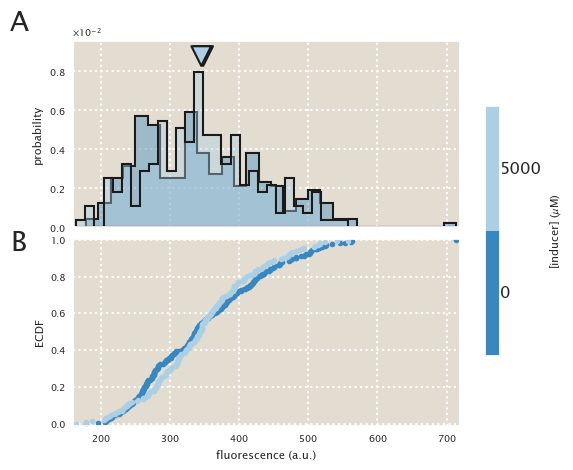 A
×10⁻²
0.8
0.6
0.4
0.2
0.0
probability
B
1.0
0.8
0.6
0.4
0.2
0.0
ECDF
200 300 400 500 600 700
fluorescence (a.u.)
5000
0
[inducer] (μM)